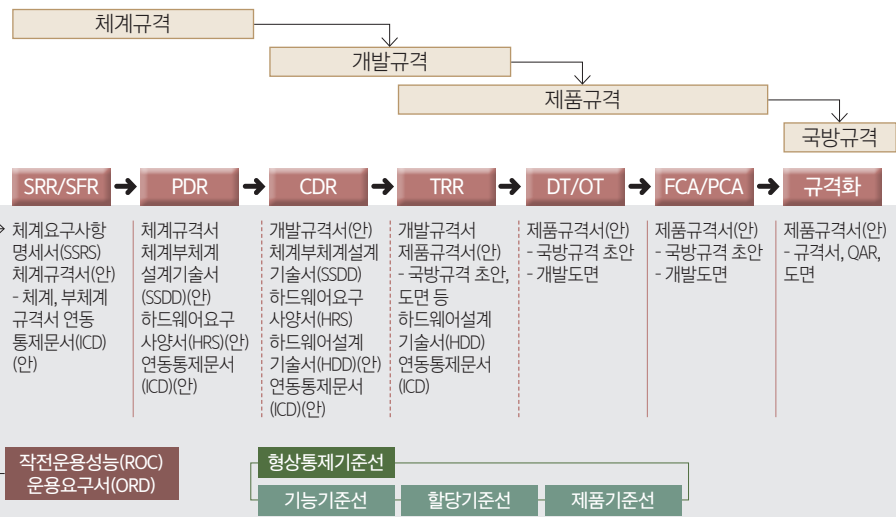 체계규격
개발규격
제품규격
국방규격
SRR/SFR
PDR
CDR
TRR
DT/OT
FCA/PCA
규격화
체계요구사항
명세서(SSRS)
체계규격서(안)
- 체계, 부체계
규격서 연동
통제문서(ICD)
(안)
체계규격서
체계부체계
설계기술서
(SSDD)(안)
하드웨어요구
사양서(HRS)(안)
연동통제문서
(ICD)(안)
개발규격서(안)
체계부체계설계
기술서(SSDD)
하드웨어요구
사양서(HRS)
하드웨어설계
기술서(HDD)(안)
연동통제문서
(ICD)(안)
개발규격서
제품규격서(안)
- 국방규격 초안,
도면 등
하드웨어설계
기술서(HDD)
연동통제문서
(ICD)
제품규격서(안)
- 국방규격 초안
- 개발도면
제품규격서(안)
- 국방규격 초안
- 개발도면
제품규격서(안)
- 규격서, QAR,
도면
작전운용성능(ROC)
운용요구서(ORD)
형상통제기준선
기능기준선
할당기준선
제품기준선